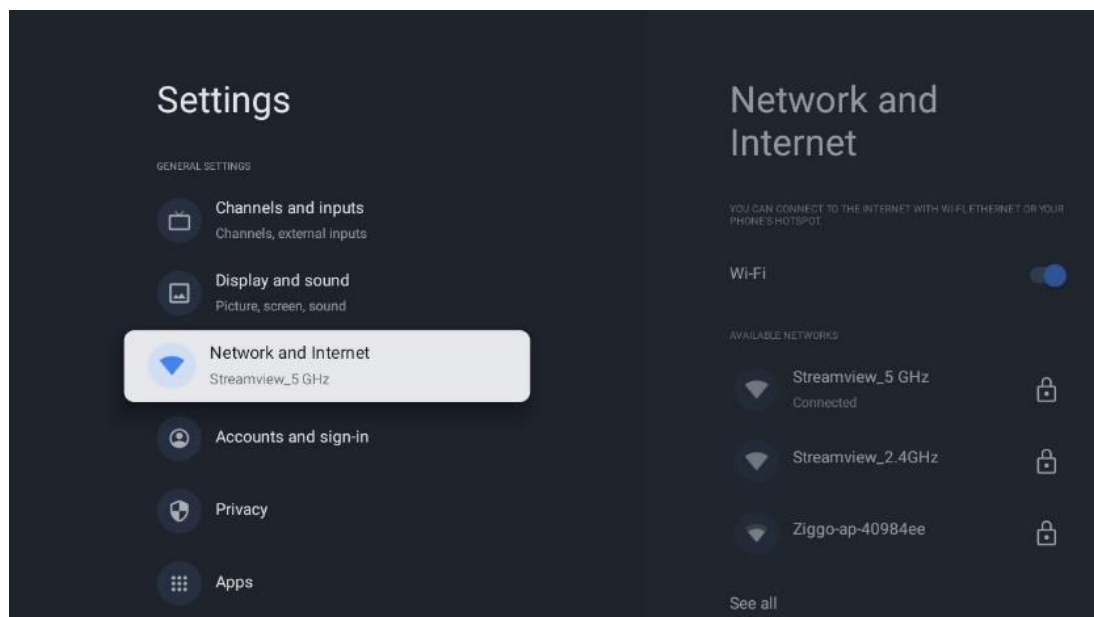 Settings
GENERAL SETTINGS
Channels and inputs
Channels, external inputs
Display and sound
Picture, screen, sound
Network and Internet
Streamview_5 GHz
Accounts and sign-in
Privacy
Apps
Network and
Internet
YOU CAN CONNECT TO THE INTERNET WITH WI-FI, ETHERNET OR YOUR
PHONE'S HOTSPOT.
Wi-Fi
AVAILABLE NETWORKS
Streamview_5 GHz
Connected
Streamview_2.4GHz
Ziggo-ap-40984ee
See all